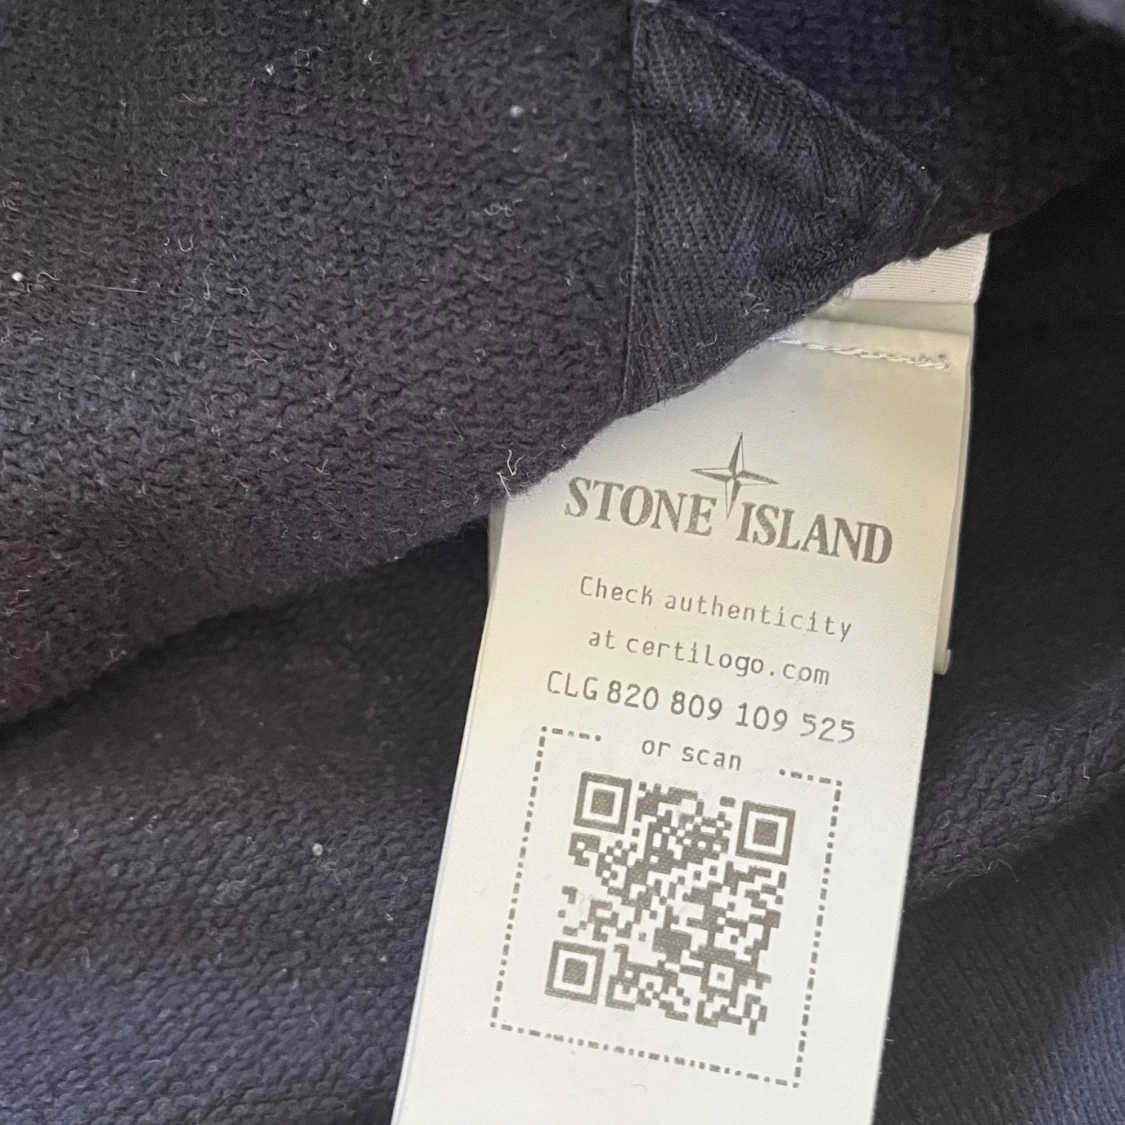 STONE ISLAND
Check authenticity
at certilogo.com
CLG 820 809 109 525
or scan